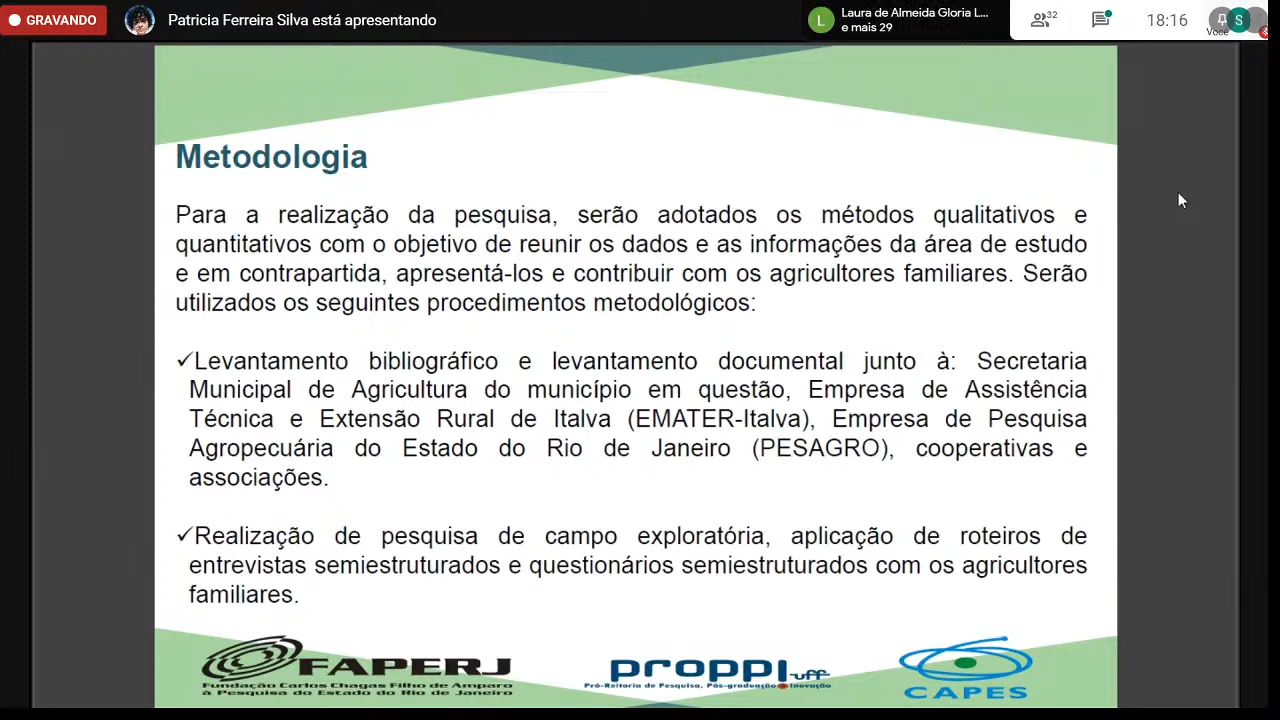 GRAVANDO
Patricia Ferreira Silva está apresentando
L
Laura de Almeida Gloria L...
e mais 29
32
18:16
S
Você
Metodologia
Para a realização da pesquisa, serão adotados os métodos qualitativos e
quantitativos com o objetivo de reunir os dados e as informações da área de estudo
e em contrapartida, apresentá-los e contribuir com os agricultores familiares. Serão
utilizados os seguintes procedimentos metodológicos:
✓Levantamento bibliográfico e levantamento documental junto à: Secretaria
Municipal de Agricultura do município em questão, Empresa de Assistência
Técnica e Extensão Rural de Italva (EMATER-Italva), Empresa de Pesquisa
Agropecuária do Estado do Rio de Janeiro (PESAGRO), cooperativas e
associações.
✓Realização de pesquisa de campo exploratória, aplicação de roteiros de
entrevistas semiestruturados e questionários semiestruturados com os agricultores
familiares.
FAPERJ
Fundação Carlos Chagas Filho de Amparo
à Pesquisa do Estado do Rio de Janeiro
proppi uff
Pró-Reitoria de Pesquisa, Pós-graduação e Inovação
CAPES